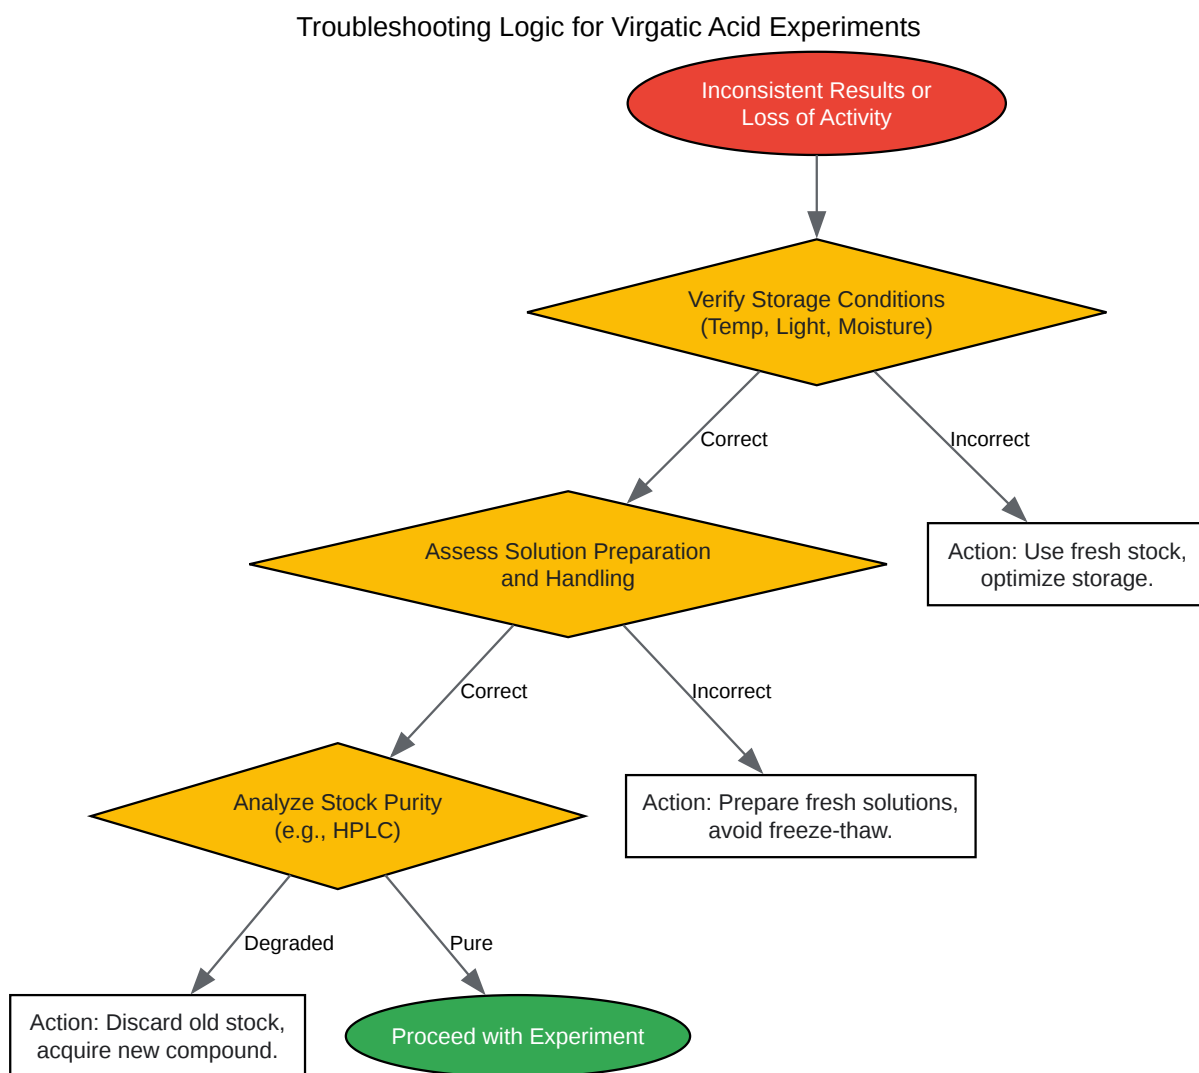 Troubleshooting Logic for Virgatic Acid Experiments
Inconsistent Results or
Loss of Activity
Verify Storage Conditions
(Temp, Light, Moisture)
Correct
Incorrect
Assess Solution Preparation
and Handling
Action: Use fresh stock,
optimize storage.
Correct
Incorrect
Analyze Stock Purity
(e.g., HPLC)
Action: Prepare fresh solutions,
avoid freeze-thaw.
Degraded
Pure
Action: Discard old stock,
acquire new compound.
Proceed with Experiment